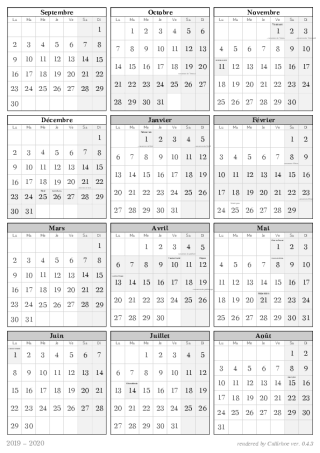 Septembre
Lu Ma Me Je Ve Sa Di
1
2 3 4 5 6 7 8
9 10 11 12 13 14 15
16 17 18 19 20 21 22
23 24 25 26 27 28 29
30
Octobre
Lu Ma Me Je Ve Sa Di
1 2 3 4 5 6
7 8 9 10 11 12 13
14 15 16 17 18 19 20
21 22 23 24 25 26 27
28 29 30 31
Novembre
Lu Ma Me Je Ve Sa Di
1 2 3
4 5 6 7 8 9 10
11 12 13 14 15 16 17
18 19 20 21 22 23 24
25 26 27 28 29 30
Décembre
Lu Ma Me Je Ve Sa Di
1
2 3 4 5 6 7 8
9 10 11 12 13 14 15
16 17 18 19 20 21 22
23 24 25 26 27 28 29
30 31
Janvier
Lu Ma Me Je Ve Sa Di
1 2 3 4 5
6 7 8 9 10 11 12
13 14 15 16 17 18 19
20 21 22 23 24 25 26
27 28 29 30 31
Février
Lu Ma Me Je Ve Sa Di
1 2
3 4 5 6 7 8 9
10 11 12 13 14 15 16
17 18 19 20 21 22 23
24 25 26 27 28 29
Mars
Lu Ma Me Je Ve Sa Di
1
2 3 4 5 6 7 8
9 10 11 12 13 14 15
16 17 18 19 20 21 22
23 24 25 26 27 28 29
30 31
Avril
Lu Ma Me Je Ve Sa Di
1 2 3 4 5
6 7 8 9 10 11 12
13 14 15 16 17 18 19
20 21 22 23 24 25 26
27 28 29 30
Mai
Lu Ma Me Je Ve Sa Di
1 2 3
4 5 6 7 8 9 10
11 12 13 14 15 16 17
18 19 20 21 22 23 24
25 26 27 28 29 30 31
Juin
Lu Ma Me Je Ve Sa Di
1 2 3 4 5 6 7
8 9 10 11 12 13 14
15 16 17 18 19 20 21
22 23 24 25 26 27 28
29 30
Juillet
Lu Ma Me Je Ve Sa Di
1 2 3 4 5
6 7 8 9 10 11 12
13 14 15 16 17 18 19
20 21 22 23 24 25 26
27 28 29 30 31
Août
Lu Ma Me Je Ve Sa Di
1 2
3 4 5 6 7 8 9
10 11 12 13 14 15 16
17 18 19 20 21 22 23
24 25 26 27 28 29 30
31
2019 – 2020
rendered by Calirhoe ver. 0.4.3